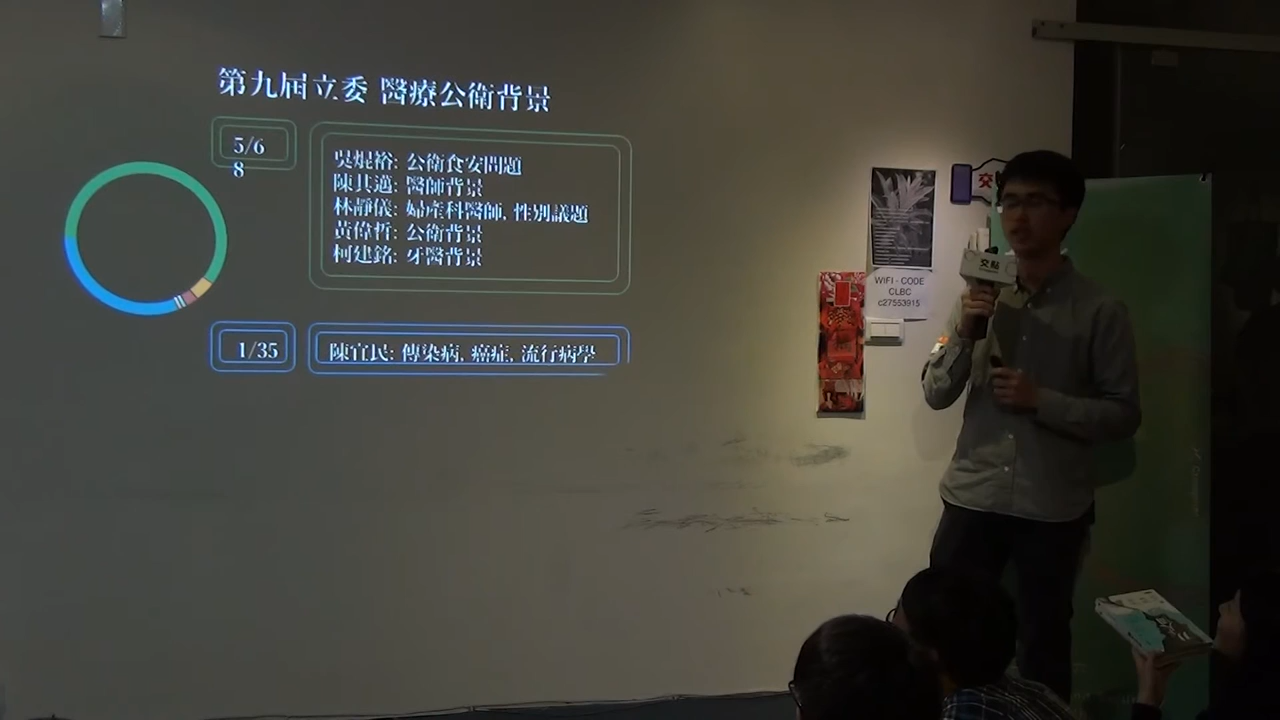 第九屆立委 醫療公衛背景
5/6
8
吳焜裕: 公衛食安問題
陳其邁: 醫師背景
林靜儀: 婦產科醫師, 性別議題
黃偉哲: 公衛背景
柯建銘: 牙醫背景
1/35
陳宜民: 傳染病, 癌症, 流行病學
交
交點
WIFI - CODE
CLBC
c27553915